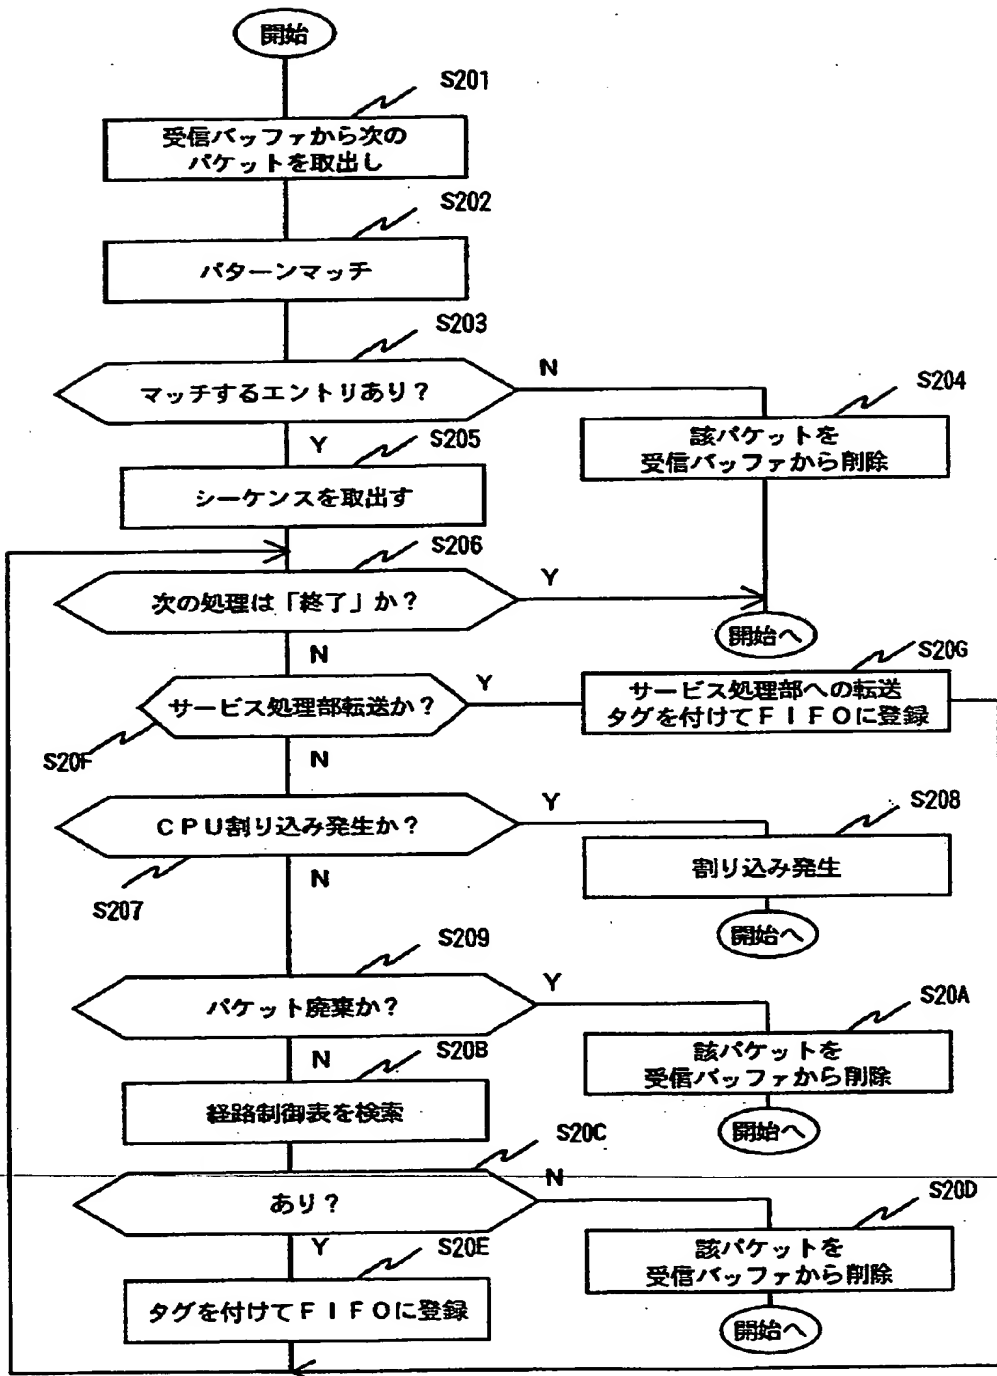 開始
S201
受信バッファから次の
パケットを取出し
S202
パターンマッチ
S203
マッチするエントリあり？
N
S204
該パケットを
受信バッファから削除
Y
S205
シーケンスを取出す
S206
次の処理は「終了」か？
Y
開始へ
N
S20G
サービス処理部転送か？
Y
サービス処理部への転送
タグを付けてＦＩＦＯに登録
S20F
N
CPU割り込み発生か？
Y
S208
割り込み発生
S207
N
開始へ
S209
パケット廃棄か？
Y
S20A
該パケットを
受信バッファから削除
N
S20B
経路制御表を検索
開始へ
S20C
あり？
N
S20D
該パケットを
受信バッファから削除
Y
S20E
タグを付けてＦＩＦＯに登録
開始へ